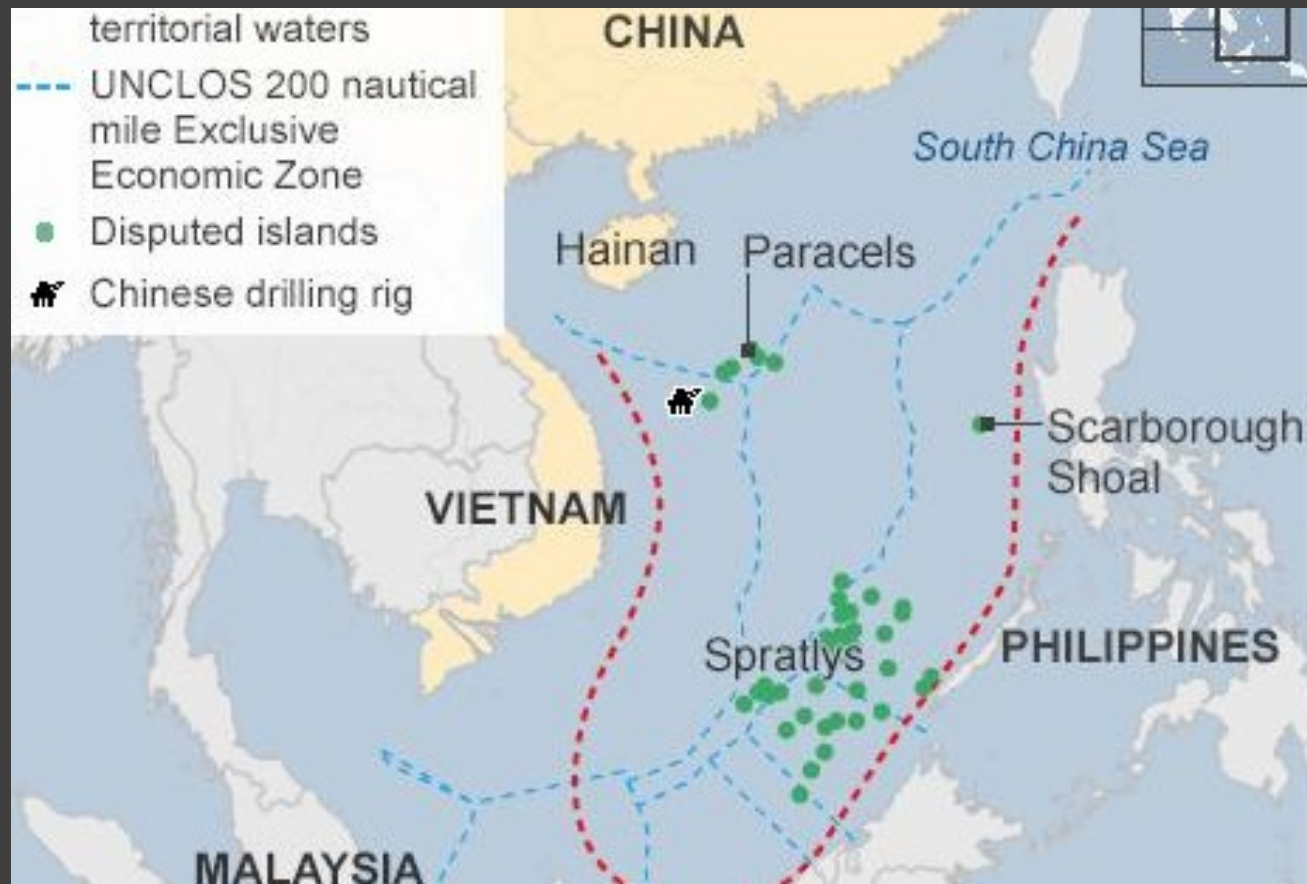 territorial waters
UNCLOS 200 nautical
mile Exclusive
Economic Zone
Disputed islands
Chinese drilling rig
CHINA
South China Sea
Hainan
Paracels
Scarborough
Shoal
VIETNAM
Spratlys
PHILIPPINES
MALAYSIA